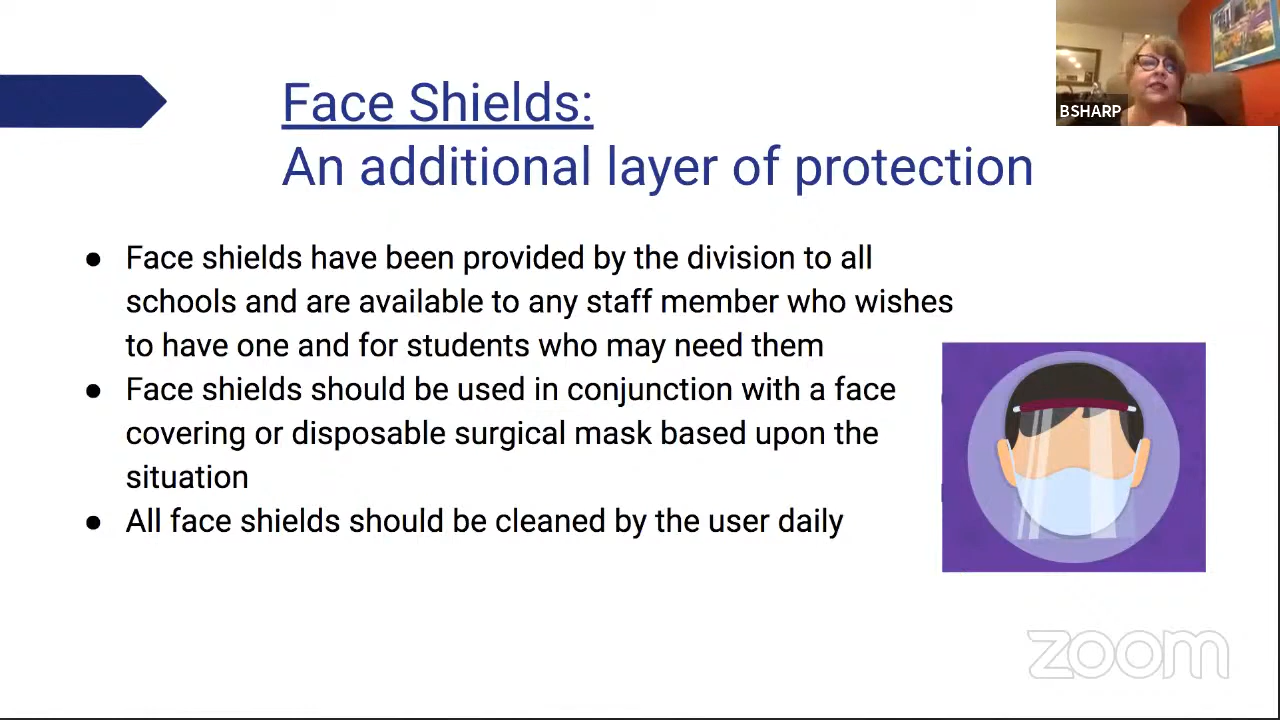 BSHARP
Face Shields:
An additional layer of protection
● Face shields have been provided by the division to all
schools and are available to any staff member who wishes
to have one and for students who may need them
● Face shields should be used in conjunction with a face
covering or disposable surgical mask based upon the
situation
● All face shields should be cleaned by the user daily
zoom